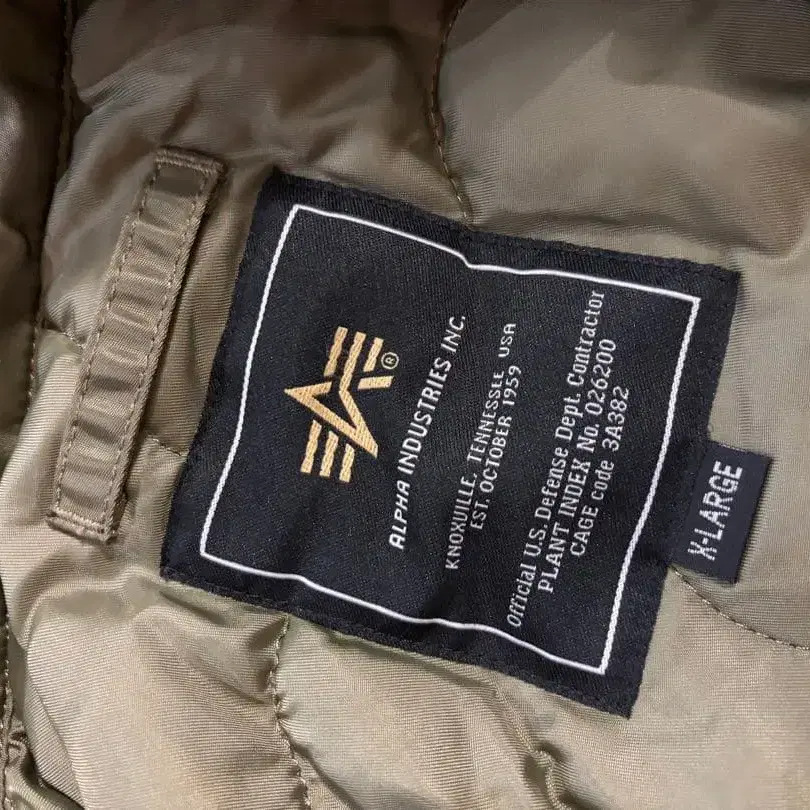 ®
ALPHA INDUSTRIES INC.
KNOXVILLE, TENNESSEE USA
EST. OCTOBER 1959
Official U.S. Defense Dept. Contractor
PLANT INDEX No. 026200
CAGE code 3A382
X-LARGE